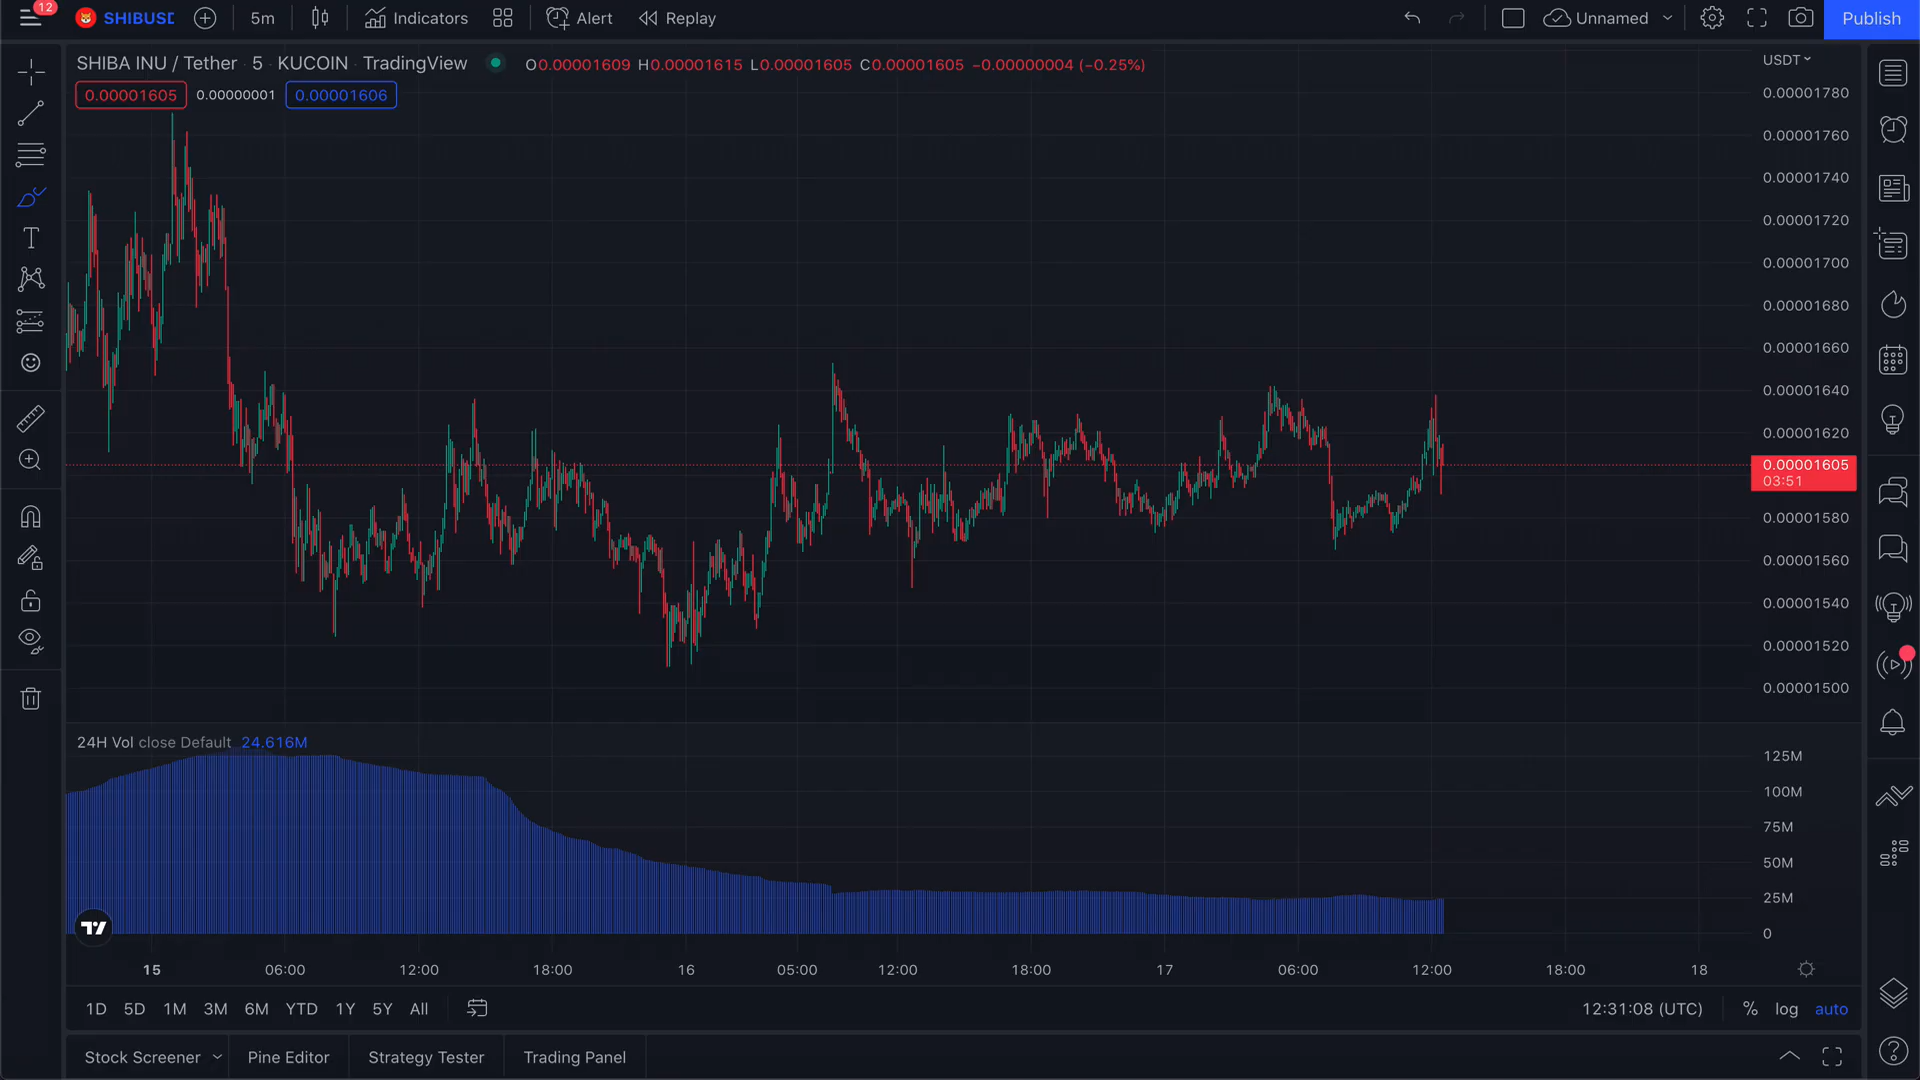 12
SHIBUSD
5m
Indicators
Alert
Replay
Unnamed
Publish
SHIBA INU / Tether · 5 · KUCOIN · TradingView
O0.00001609 H0.00001615 L0.00001605 C0.00001605 −0.00000004 (−0.25%)
USDT
0.00001605 0.00000001 0.00001606
0.00001780
0.00001760
0.00001740
0.00001720
0.00001700
0.00001680
0.00001660
0.00001640
0.00001620
0.00001605
03:51
0.00001580
0.00001560
0.00001540
0.00001520
0.00001500
24H Vol close Default 24.616M
125M
100M
75M
50M
25M
0
15 06:00 12:00 18:00 16 05:00 12:00 18:00 17 06:00 12:00 18:00 18
1D 5D 1M 3M 6M YTD 1Y 5Y All
12:31:08 (UTC) % log auto
Stock Screener Pine Editor Strategy Tester Trading Panel